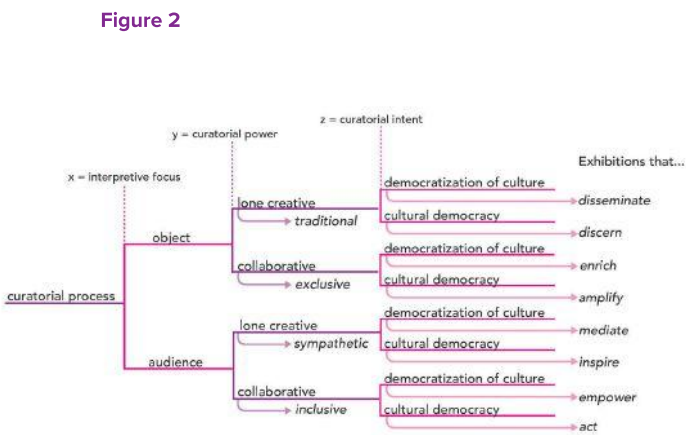 Figure 2
z = curatorial intent
y = curatorial power
Exhibitions that...
x = interpretive focus
democratization of culture
disseminate
lone creative
traditional
cultural democracy
discern
object
democratization of culture
enrich
collaborative
exclusive
cultural democracy
amplify
curatorial process
democratization of culture
mediate
lone creative
sympathetic
cultural democracy
inspire
audience
democratization of culture
empower
collaborative
inclusive
cultural democracy
act